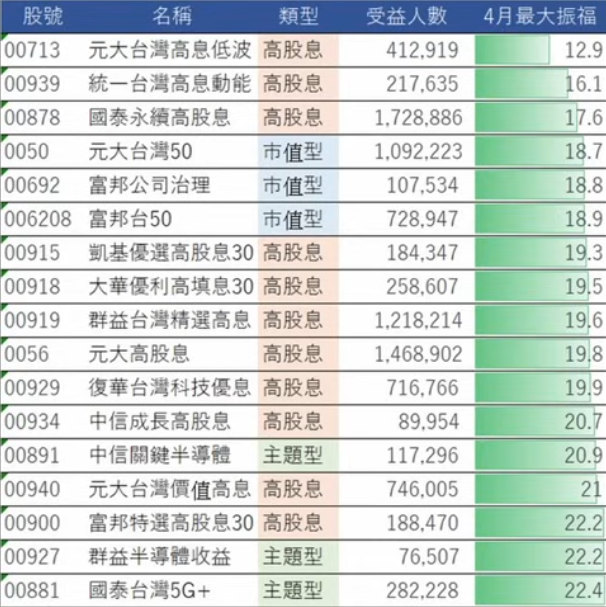 股號 名稱 類型 受益人數 4月最大振福
00713 元大台灣高息低波 高股息 412,919 12.9
00939 統一台灣高息動能 高股息 217,635 16.1
00878 國泰永續高股息 高股息 1,728,886 17.6
0050 元大台灣50 市值型 1,092,223 18.7
00692 富邦公司治理 市值型 107,534 18.8
006208 富邦台50 市值型 728,947 18.9
00915 凱基優選高股息30 高股息 184,347 19.3
00918 大華優利高填息30 高股息 258,607 19.5
00919 群益台灣精選高息 高股息 1,218,214 19.6
0056 元大高股息 高股息 1,468,902 19.8
00929 復華台灣科技優息 高股息 716,766 19.9
00934 中信成長高股息 高股息 89,954 20.7
00891 中信關鍵半導體 主題型 117,296 20.9
00940 元大台灣價值高息 高股息 746,005 21
00900 富邦特選高股息30 高股息 188,470 22.2
00927 群益半導體收益 主題型 76,507 22.2
00881 國泰台灣5G+ 主題型 282,228 22.4